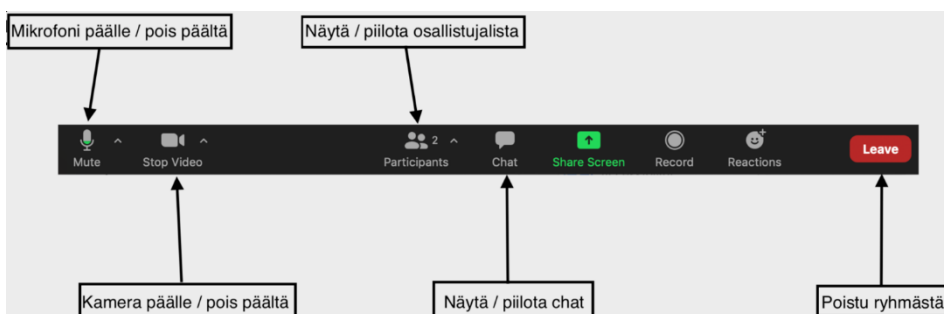 Mikrofoni päälle / pois päältä
Näytä / piilota osallistujalista
2
Mute
Stop Video
Participants
Chat
Share Screen
Record
Reactions
Leave
Kamera päälle / pois päältä
Näytä / piilota chat
Poistu ryhmästä